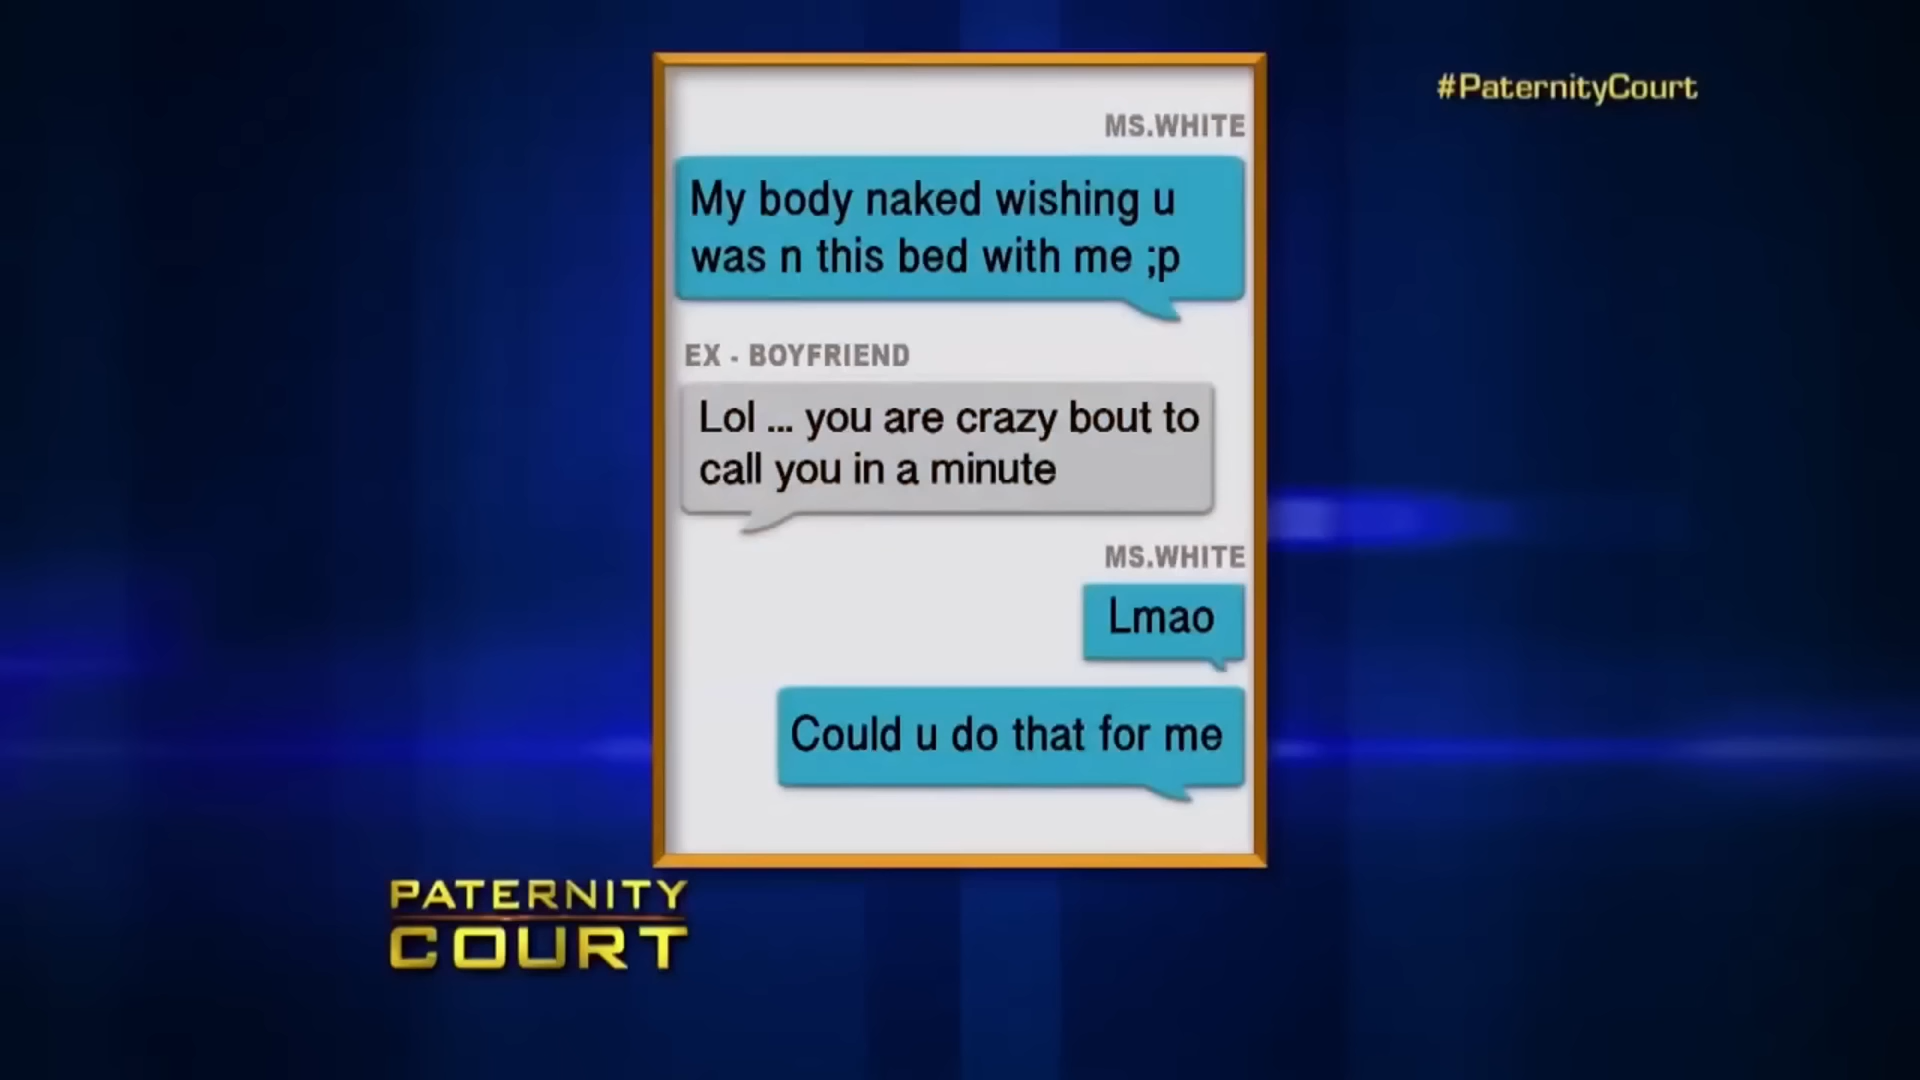 #PaternityCourt
MS.WHITE
My body naked wishing u
was n this bed with me ;p
EX - BOYFRIEND
Lol ... you are crazy bout to
call you in a minute
MS.WHITE
Lmao
Could u do that for me
PATERNITY
COURT